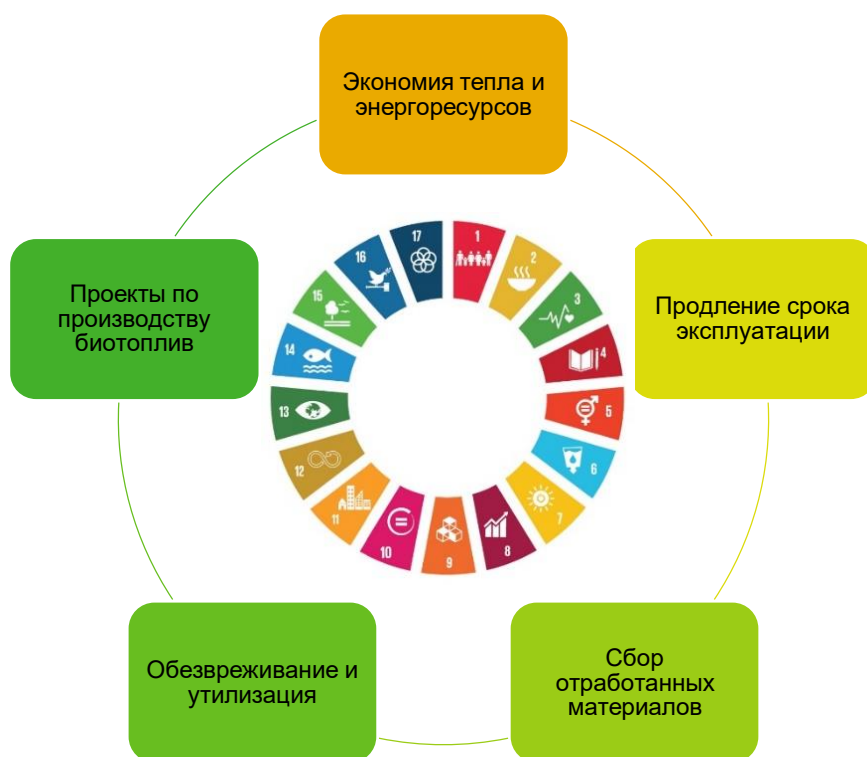 Экономия тепла и
энергоресурсов
Продление срока
эксплуатации
Сбор
отработанных
материалов
Обезвреживание и
утилизация
Проекты по
производству
биотоплив
1
2
3
4
5
6
7
8
9
10
11
12
13
14
15
16
17